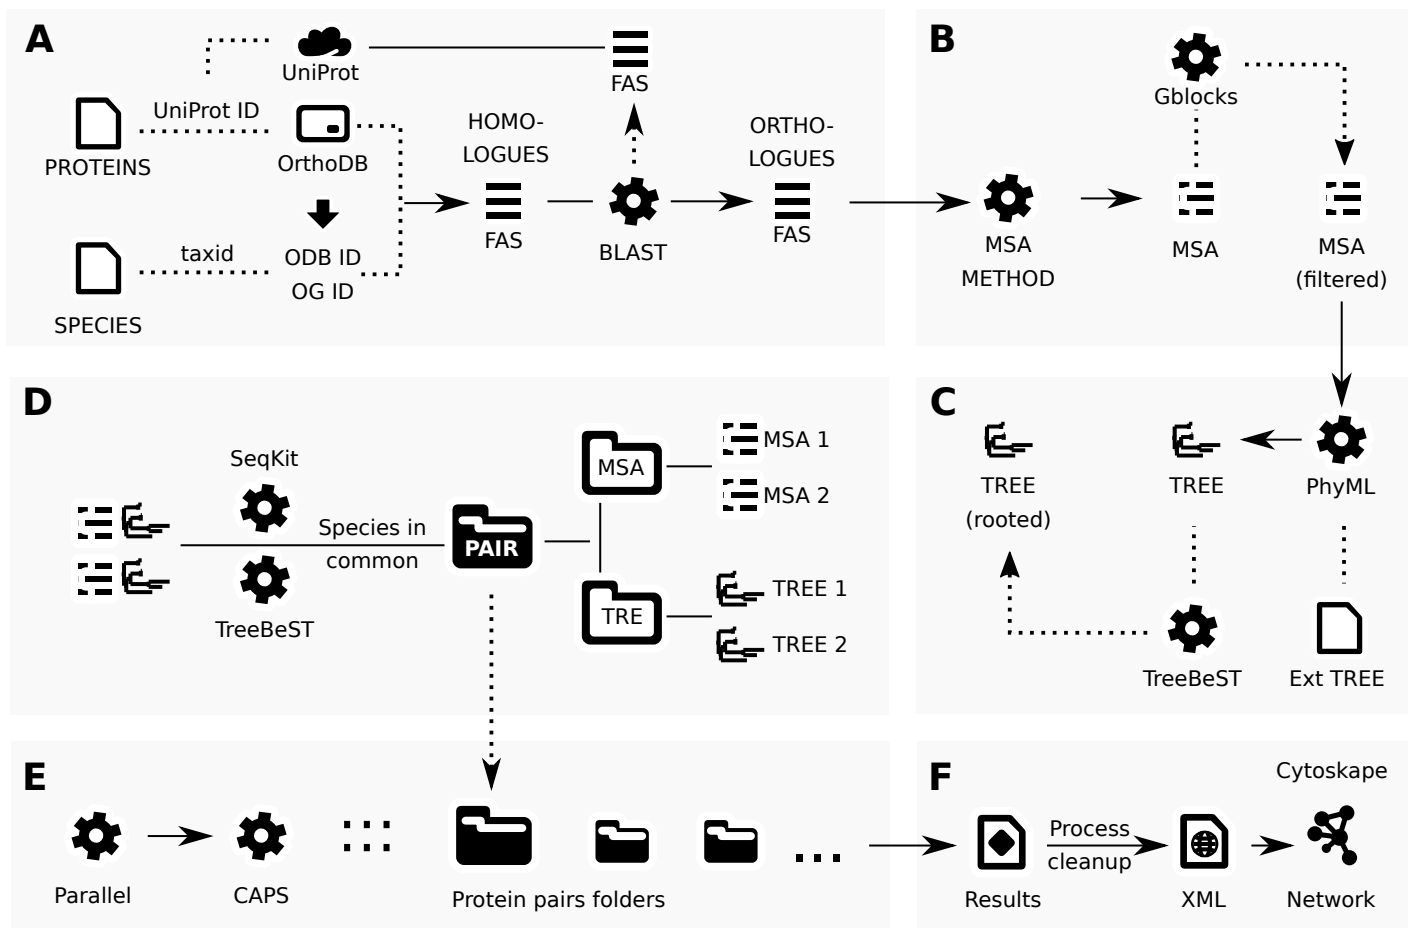 A
UniProt
FAS
UniProt ID
PROTEINS
OrthoDB
HOMO-
LOGUES
FAS
BLAST
ORTHO-
LOGUES
FAS
taxid
ODB ID
OG ID
SPECIES
B
Gblocks
MSA
METHOD
MSA
MSA
(filtered)
C
TREE
(rooted)
TREE
PhyML
TreeBeST
Ext TREE
D
SeqKit
Species in
common
TreeBeST
PAIR
MSA
MSA 1
MSA 2
TRE
TREE 1
TREE 2
E
Parallel
CAPS
Protein pairs folders
F
Cytoskape
Process
cleanup
Results
XML
Network